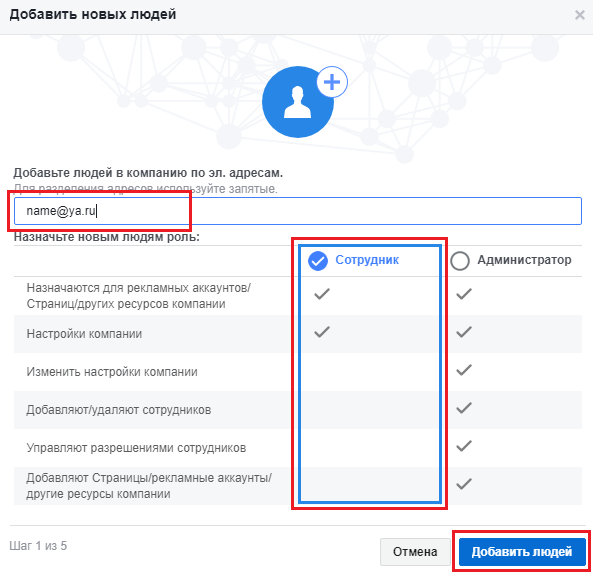 Добавить новых людей
Добавьте людей в компанию по эл. адресам.
Для разделения адресов используйте запятые.
name@ya.ru
Назначьте новым людям роль:
Сотрудник
Администратор
Назначаются для рекламных аккаунтов/
Страниц/других ресурсов компании
Настройки компании
Изменить настройки компании
Добавляют/удаляют сотрудников
Управляют разрешениями сотрудников
Добавляют Страницы/рекламные аккаунты/
другие ресурсы компании
Шаг 1 из 5
Отмена
Добавить людей